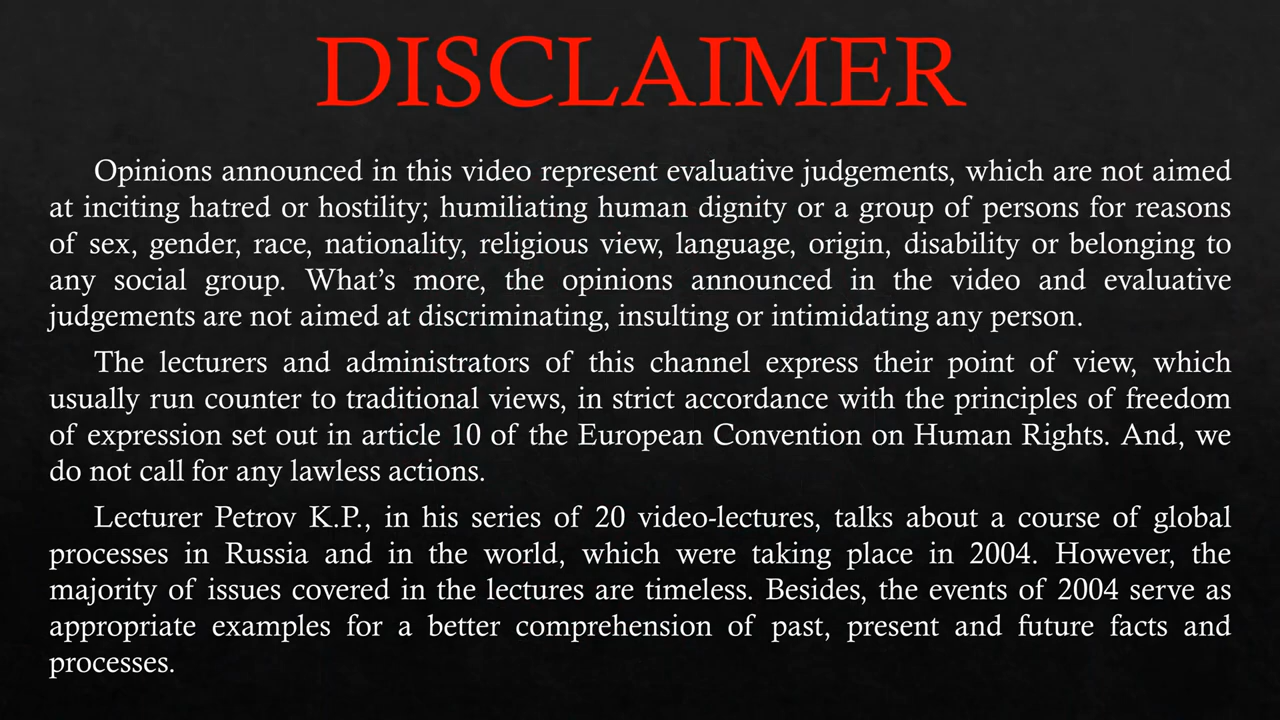 DISCLAIMER
Opinions announced in this video represent evaluative judgements, which are not aimed
at inciting hatred or hostility; humiliating human dignity or a group of persons for reasons
of sex, gender, race, nationality, religious view, language, origin, disability or belonging to
any social group. What’s more, the opinions announced in the video and evaluative
judgements are not aimed at discriminating, insulting or intimidating any person.
The lecturers and administrators of this channel express their point of view, which
usually run counter to traditional views, in strict accordance with the principles of freedom
of expression set out in article 10 of the European Convention on Human Rights. And, we
do not call for any lawless actions.
Lecturer Petrov K.P., in his series of 20 video-lectures, talks about a course of global
processes in Russia and in the world, which were taking place in 2004. However, the
majority of issues covered in the lectures are timeless. Besides, the events of 2004 serve as
appropriate examples for a better comprehension of past, present and future facts and
processes.